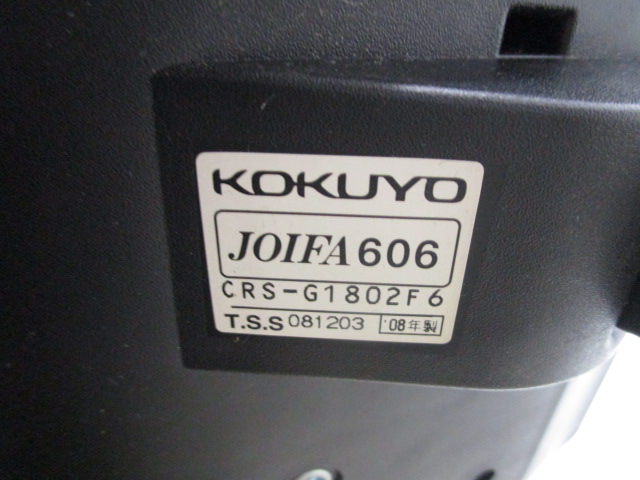 KOKUYO
JOIFA 606
CRS-G1802F6
T.S.S 081203 '08年製